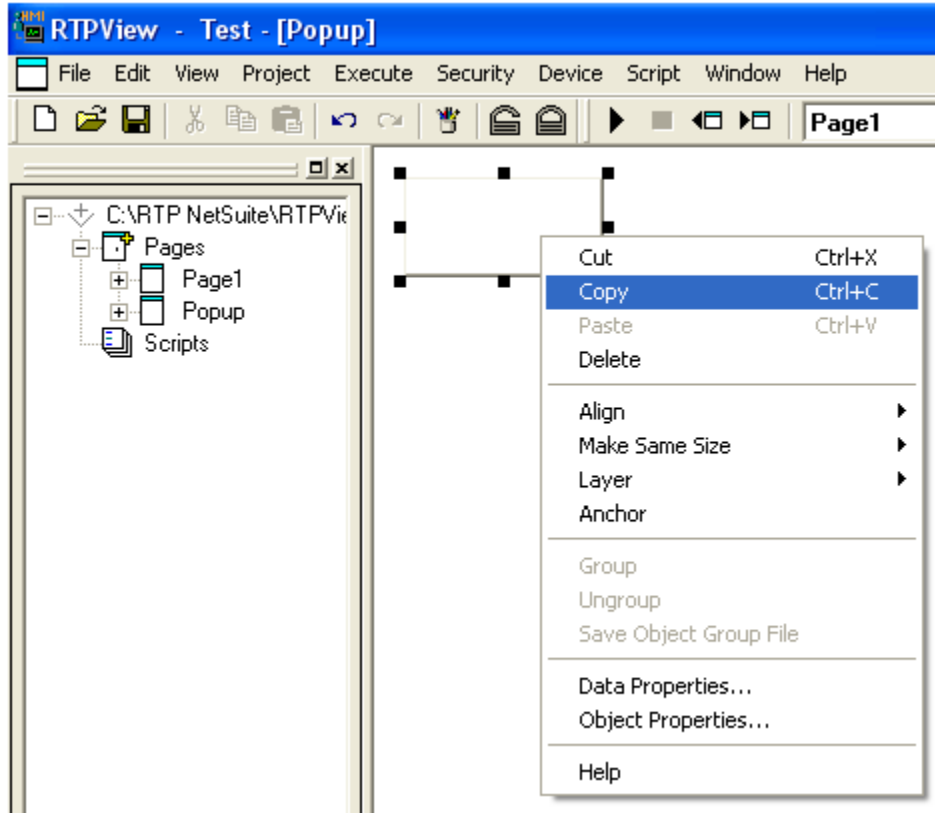 HMI
RTPView - Test - [Popup]
File Edit View Project Execute Security Device Script Window Help
Page1
C:\RTP NetSuite\RTPVie
Pages
Page1
Popup
Scripts
Cut Ctrl+X
Copy Ctrl+C
Paste Ctrl+V
Delete
Align
Make Same Size
Layer
Anchor
Group
Ungroup
Save Object Group File
Data Properties...
Object Properties...
Help